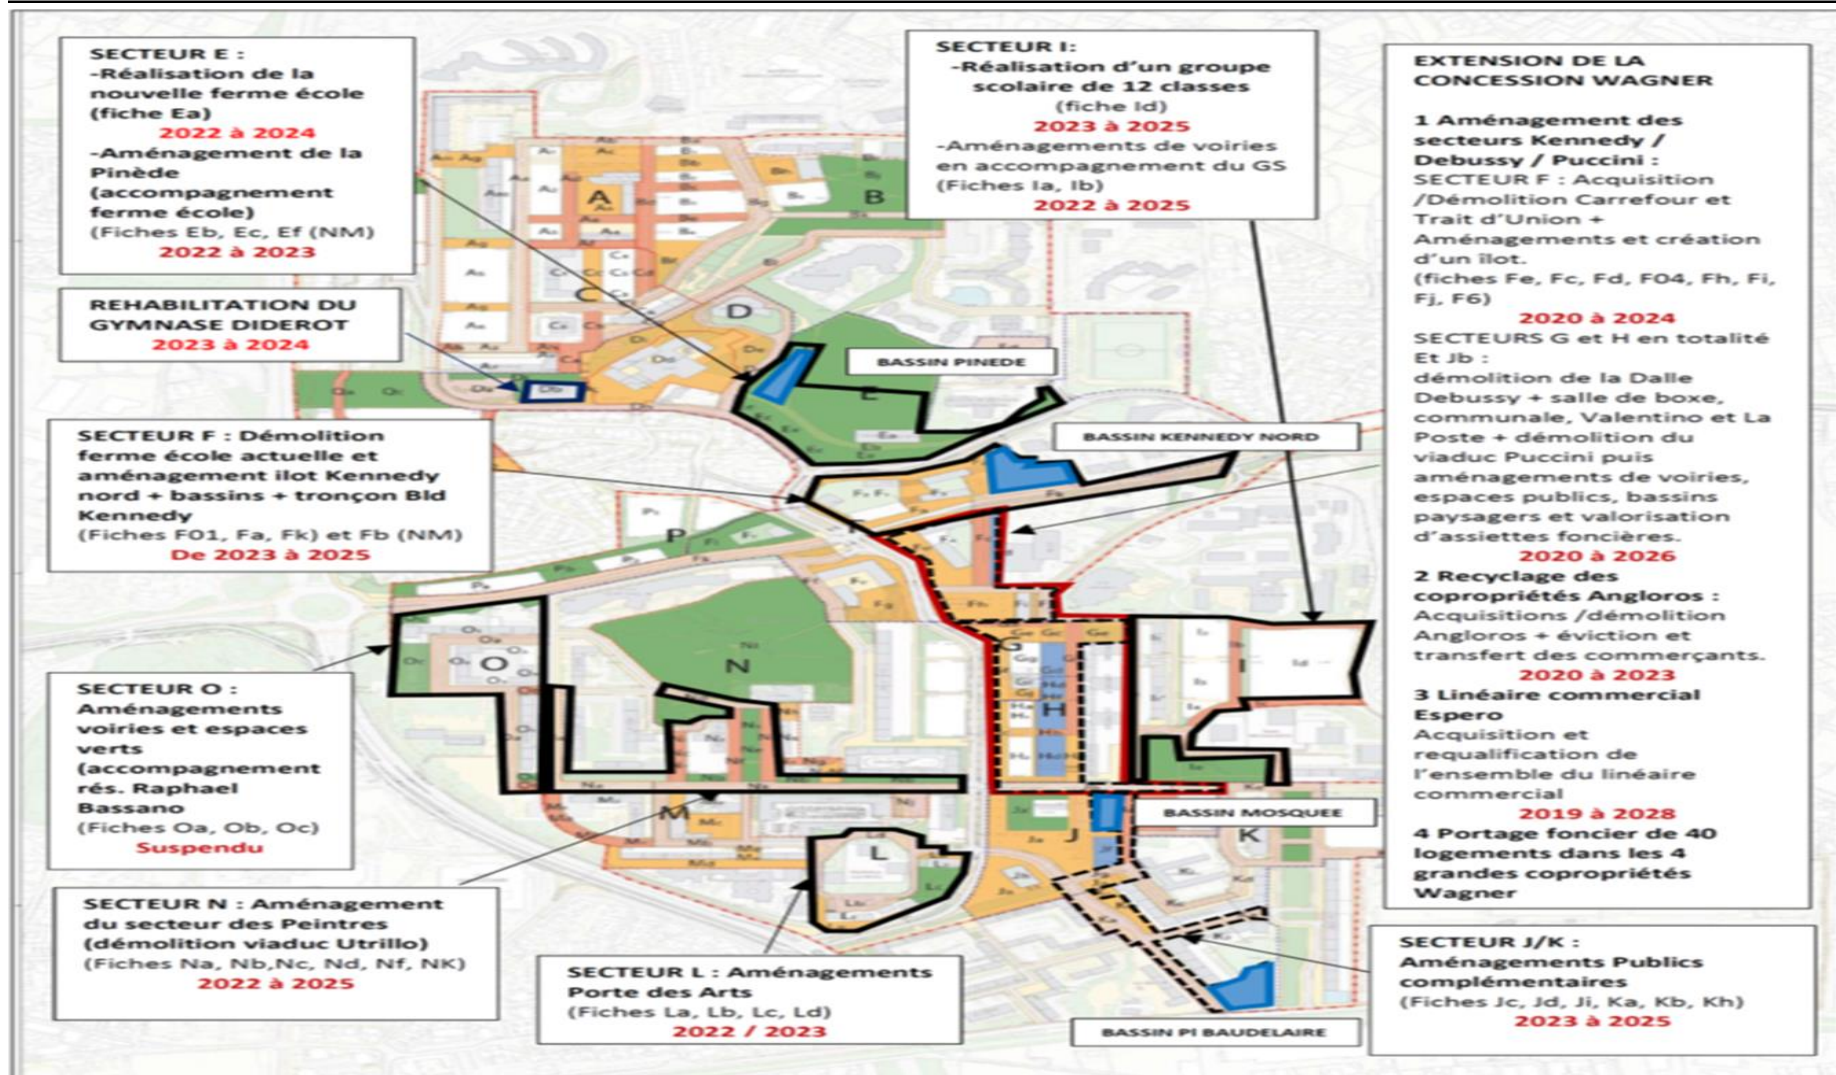 SECTEUR E :
-Réalisation de la
nouvelle ferme école
(fiche Ea)
2022 à 2024
-Aménagement de la
Pinède
(accompagnement
ferme école)
(Fiches Eb, Ec, Ef (NM)
2022 à 2023
REHABILITATION DU
GYMNASE DIDEROT
2023 à 2024
SECTEUR F : Démolition
ferme école actuelle et
aménagement ilot Kennedy
nord + bassins + tronçon Bld
Kennedy
(Fiches F01, Fa, Fk) et Fb (NM)
De 2023 à 2025
SECTEUR O :
Aménagements
voiries et espaces
verts
(accompagnement
rés. Raphael
Bassano
(Fiches Oa, Ob, Oc)
Suspendu
SECTEUR N : Aménagement
du secteur des Peintres
(démolition viaduc Utrillo)
(Fiches Na, Nb,Nc, Nd, Nf, NK)
2022 à 2025
SECTEUR L : Aménagements
Porte des Arts
(Fiches La, Lb, Lc, Ld)
2022 / 2023
SECTEUR I:
-Réalisation d'un groupe
scolaire de 12 classes
(fiche Id)
2023 à 2025
-Aménagements de voiries
en accompagnement du GS
(Fiches Ia, Ib)
2022 à 2025
A
B
C
D
BASSIN PINEDE
E
BASSIN KENNEDY NORD
F
P
G
O
N
H
I
M
J
BASSIN MOSQUEE
K
L
BASSIN Pl BAUDELAIRE
EXTENSION DE LA
CONCESSION WAGNER
1 Aménagement des
secteurs Kennedy /
Debussy / Puccini :
SECTEUR F : Acquisition
/Démolition Carrefour et
Trait d'Union +
Aménagements et création
d'un îlot.
(fiches Fe, Fc, Fd, F04, Fh, Fi,
Fj, F6)
2020 à 2024
SECTEURS G et H en totalité
Et Jb :
démolition de la Dalle
Debussy + salle de boxe,
communale, Valentino et La
Poste + démolition du
viaduc Puccini puis
aménagements de voiries,
espaces publics, bassins
paysagers et valorisation
d'assiettes foncières.
2020 à 2026
2 Recyclage des
copropriétés Angloros :
Acquisitions /démolition
Angloros + éviction et
transfert des commerçants.
2020 à 2023
3 Linéaire commercial
Espero
Acquisition et
requalification de
l'ensemble du linéaire
commercial
2019 à 2028
4 Portage foncier de 40
logements dans les 4
grandes copropriétés
Wagner
SECTEUR J/K :
Aménagements Publics
complémentaires
(Fiches Jc, Jd, Ji, Ka, Kb, Kh)
2023 à 2025